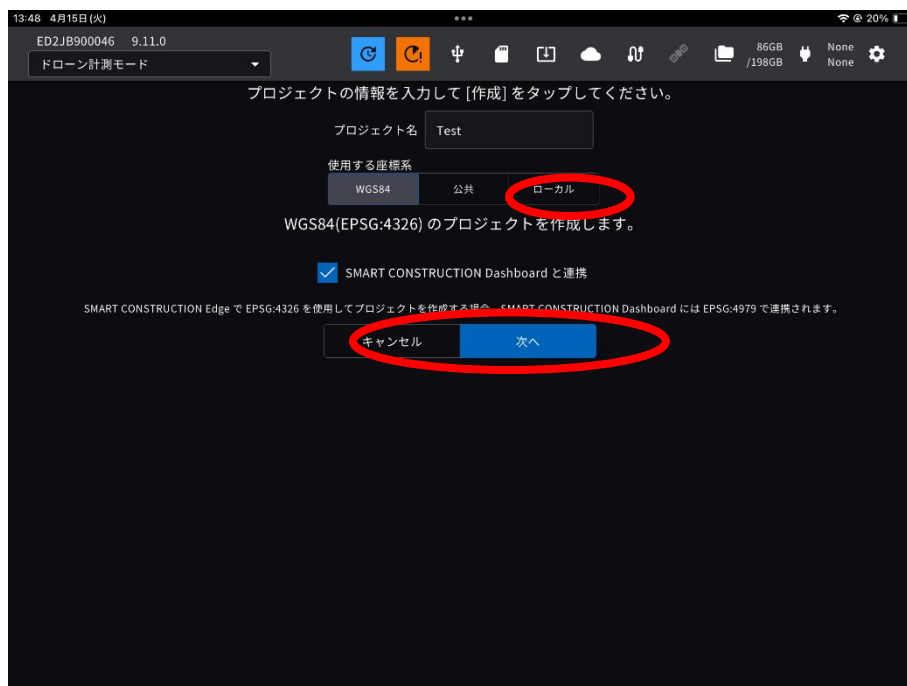 13:48 4月15日(火)
20%
ED2JB900046 9.11.0
ドローン計測モード
86GB
/198GB
None
None
プロジェクトの情報を入力して [作成] をタップしてください。
プロジェクト名 Test
使用する座標系
WGS84 公共 ローカル
WGS84(EPSG:4326) のプロジェクトを作成します。
SMART CONSTRUCTION Dashboard と連携
SMART CONSTRUCTION Edge で EPSG:4326 を使用してプロジェクトを作成する場合、SMART CONSTRUCTION Dashboard には EPSG:4979 で連携されます。
キャンセル 次へ